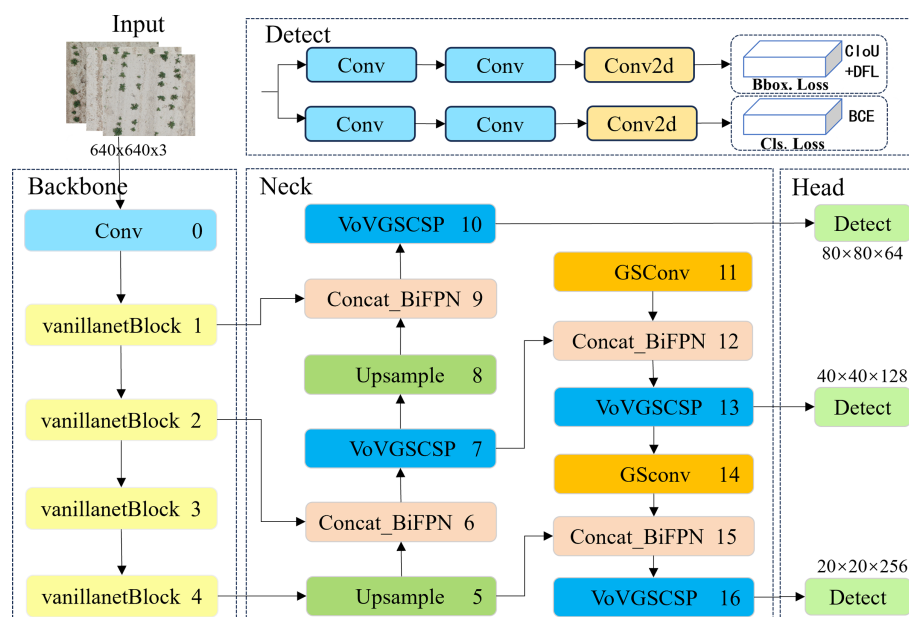 Input
640x640x3
Detect
Conv
Conv
Conv2d
CIoU
+DFL
Bbox. Loss
Conv
Conv
Conv2d
BCE
Cls. Loss
Backbone
Conv 0
vanillanetBlock 1
vanillanetBlock 2
vanillanetBlock 3
vanillanetBlock 4
Neck
VoVGSCSP 10
Concat_BiFPN 9
Upsample 8
VoVGSCSP 7
Concat_BiFPN 6
Upsample 5
GSConv 11
Concat_BiFPN 12
VoVGSCSP 13
GSconv 14
Concat_BiFPN 15
VoVGSCSP 16
Head
Detect
80×80×64
40×40×128
Detect
20×20×256
Detect